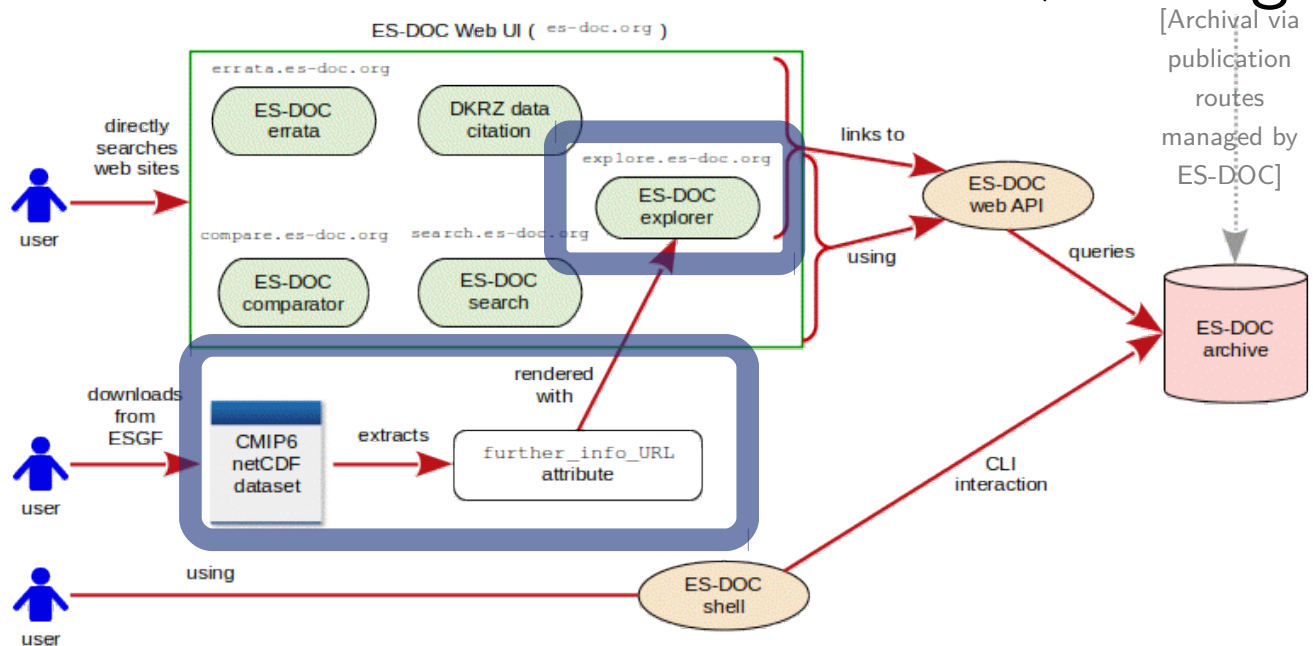 [Archival via
publication
routes
managed by
ES-DOC]
ES-DOC Web UI ( es-doc.org )
errata.es-doc.org
ES-DOC
errata
DKRZ data
citation
directly
searches
web sites
links to
explore.es-doc.org
ES-DOC
explorer
ES-DOC
web API
user
compare.es-doc.org
search.es-doc.org
using
queries
ES-DOC
comparator
ES-DOC
search
ES-DOC
archive
rendered
with
downloads
from
ESGF
CMIP6
netCDF
dataset
extracts
further_info_URL
attribute
user
CLI
interaction
using
ES-DOC
shell
user